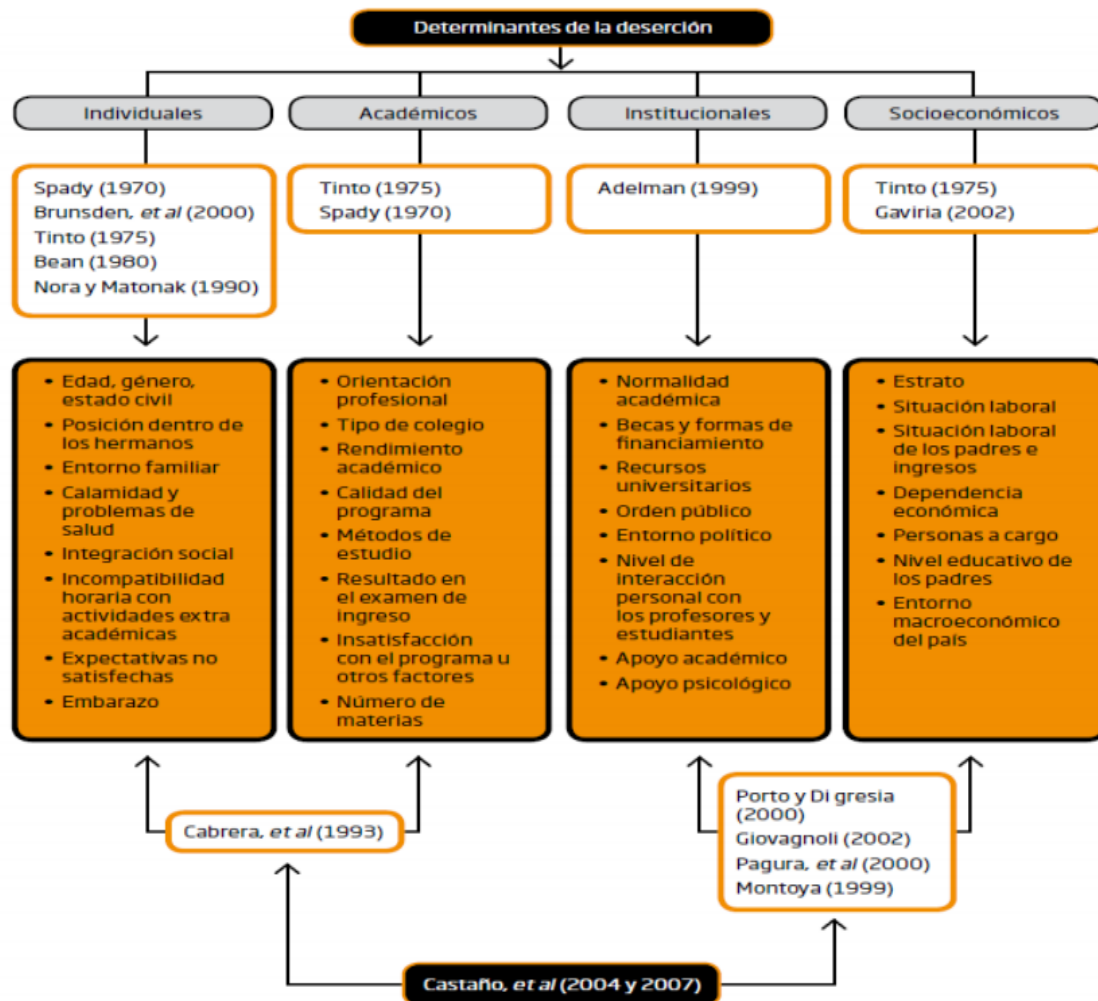 Determinantes de la deserción
Individuales
Académicos
Institucionales
Socioeconómicos
Spady (1970)
Brunsden, et al (2000)
Tinto (1975)
Bean (1980)
Nora y Matonak (1990)
Tinto (1975)
Spady (1970)
Adelman (1999)
Tinto (1975)
Gaviria (2002)
• Edad, género,
estado civil
• Posición dentro de
los hermanos
• Entorno familiar
• Calamidad y
problemas de
salud
• Integración social
• Incompatibilidad
horaria con
actividades extra
académicas
• Expectativas no
satisfechas
• Embarazo
• Orientación
profesional
• Tipo de colegio
• Rendimiento
académico
• Calidad del
programa
• Métodos de
estudio
• Resultado en
el examen de
ingreso
• Insatisfacción
con el programa u
otros factores
• Número de
materias
• Normalidad
académica
• Becas y formas de
financiamiento
• Recursos
universitarios
• Orden público
• Entorno político
• Nivel de
interacción
personal con
los profesores y
estudiantes
• Apoyo académico
• Apoyo psicológico
• Estrato
• Situación laboral
• Situación laboral
de los padres e
ingresos
• Dependencia
económica
• Personas a cargo
• Nivel educativo de
los padres
• Entorno
macroeconómico
del país
Cabrera, et al (1993)
Porto y Di gresia
(2000)
Giovagnoli (2002)
Pagura, et al (2000)
Montoya (1999)
Castaño, et al (2004 y 2007)